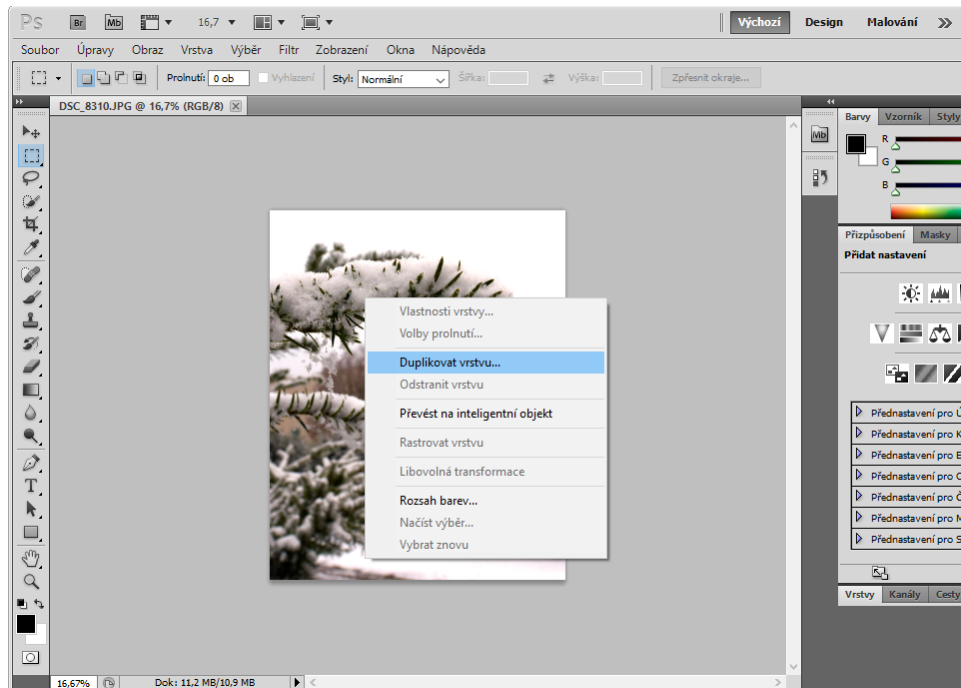 Ps Br Mb 16,7 Výchozí Design Malování
Soubor Úpravy Obraz Vrstva Výběr Filtr Zobrazení Okna Nápověda
Prolnutí: 0 ob Vyhlazení Styl: Normální Šířka: Výška: Zpřesnit okraje...
DSC_8310.JPG @ 16,7% (RGB/8)
Barvy Vzorník Styly
Mb
R
G
B
Přizpůsobení Masky
Přidat nastavení
Vlastnosti vrstvy...
Volby prolnutí...
Duplikovat vrstvu...
Odstranit vrstvu
Převést na inteligentní objekt
Rastrovat vrstvu
Libovolná transformace
Rozsah barev...
Načíst výběr...
Vybrat znovu
Přednastavení pro Ú
Přednastavení pro K
Přednastavení pro E
Přednastavení pro O
Přednastavení pro Č
Přednastavení pro M
Přednastavení pro S
T
Vrstvy Kanály Cesty
16,67% Dok: 11,2 MB/10,9 MB